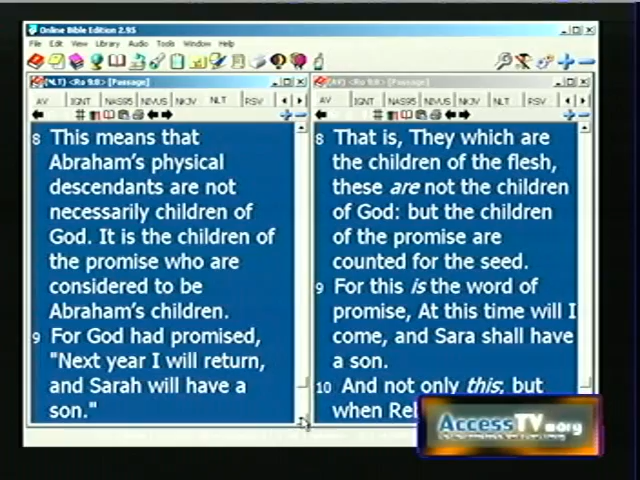 Online Bible Edition 2.95
File Edit View Library Audio Tools Window Help
(NLT) <Ro 9:8> [Passage]
AV IGNT NAS95 NIVUS NKJV NLT RSV
8 This means that
Abraham's physical
descendants are not
necessarily children of
God. It is the children of
the promise who are
considered to be
Abraham's children.
9 For God had promised,
"Next year I will return,
and Sarah will have a
son."
(AV) <Ro 9:8> [Passage]
AV IGNT NAS95 NIVUS NKJV NLT RSV
8 That is, They which are
the children of the flesh,
these are not the children
of God: but the children
of the promise are
counted for the seed.
9 For this is the word of
promise, At this time will I
come, and Sara shall have
a son.
10 And not only this; but
when
AccessTV.org